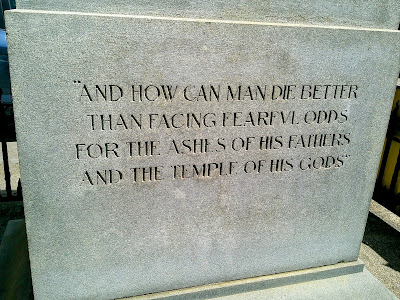 "AND HOW CAN MAN DIE BETTER
THAN FACING FEARFVL ODDS
FOR THE ASHES OF HIS FATHERS
AND THE TEMPLE OF HIS GODS"